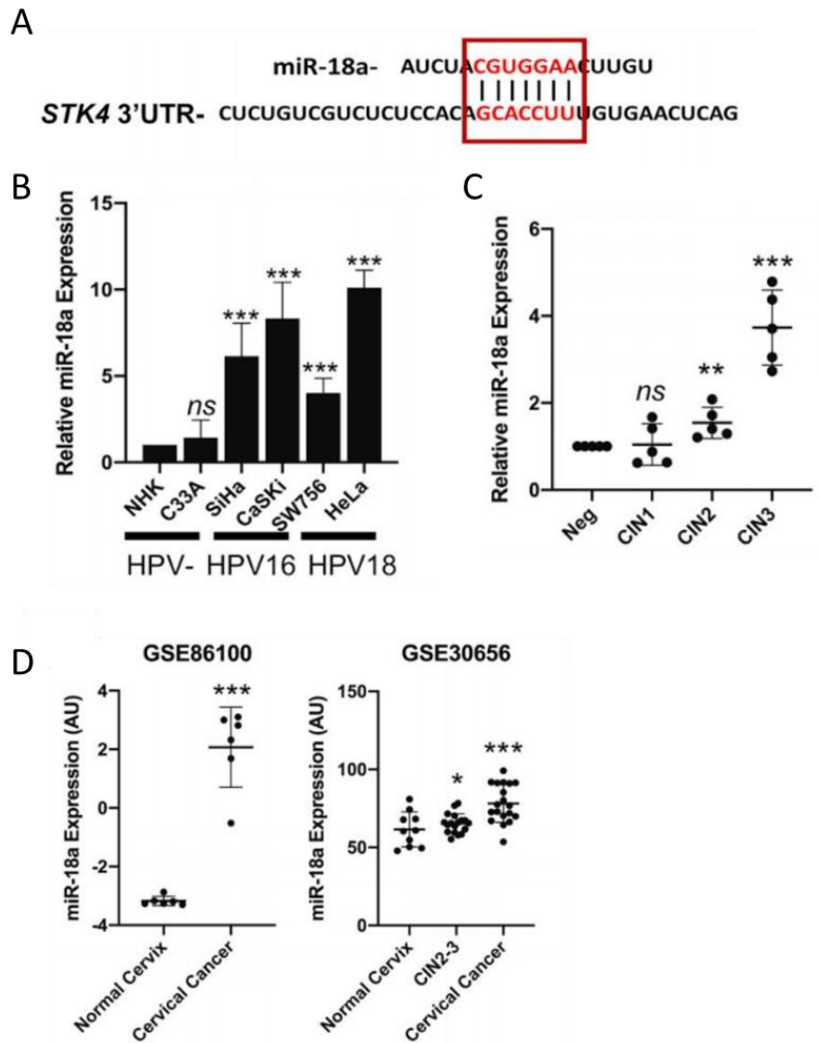 A
miR-18a- AUCUACGUGGAACUUGU
STK4 3'UTR- CUCUGUCGUCUCUCCACAGCACCUUUGUGAACUCAG
B
Relative miR-18a Expression
15
10
5
0
ns
***
***
***
***
NHK
C33A
SiHa
CaSKi
SW756
HeLa
HPV- HPV16 HPV18
C
Relative miR-18a Expression
6
4
2
0
ns
**
***
Neg
CIN1
CIN2
CIN3
D
GSE86100
miR-18a Expression (AU)
4
2
0
-2
-4
***
Normal Cervix
Cervical Cancer
GSE30656
miR-18a Expression (AU)
150
100
50
0
*
***
Normal Cervix
CIN2-3
Cervical Cancer